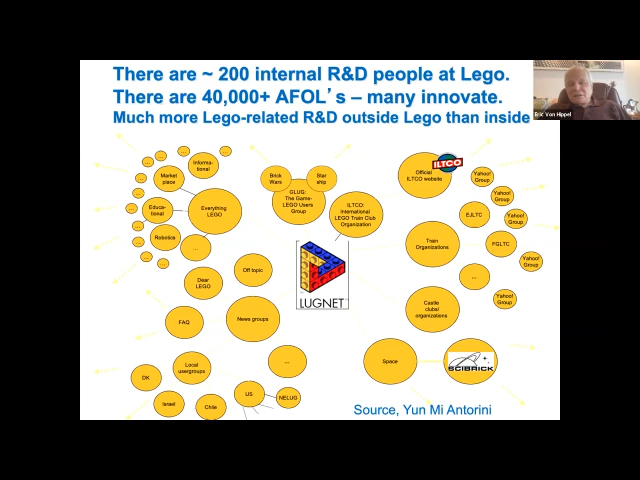 There are ~ 200 internal R&D people at Lego.
There are 40,000+ AFOL's – many innovate.
Much more Lego-related R&D outside Lego than inside
Eric Von Hippel
...
...
...
...
Informa-
tional
Market
place
...
...
Educa-
tional
...
Robotics
...
...
...
Everything
LEGO
...
Brick
Wars
Star
ship
GLUG:
The Game-
LEGO Users
Group
ILTCO:
International
LEGO Train Club
Organization
LUGNET
Official
ILTCO website
ILTCO
Yahoo!
Group
Yahoo!
Group
EJLTC
Yahoo!
Group
Train
Organizations
FGLTC
Yahoo!
Group
...
Yahoo!
Group
Castle
clubs/
organizations
Space
SCIBRICK
Dear
LEGO
Off topic
FAQ
News groups
Local
usergroups
...
DK
Israel
Chile
US
NELUG
Source, Yun Mi Antorini